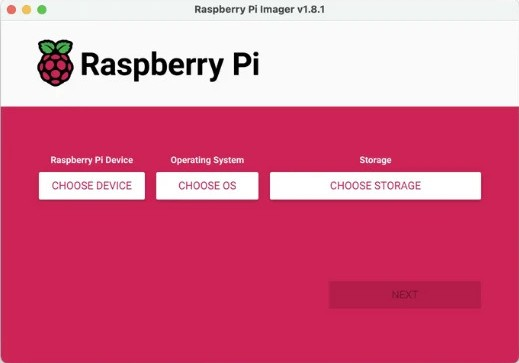 Raspberry Pi Imager v1.8.1
Raspberry Pi
Raspberry Pi Device
Operating System
Storage
CHOOSE DEVICE
CHOOSE OS
CHOOSE STORAGE
NEXT